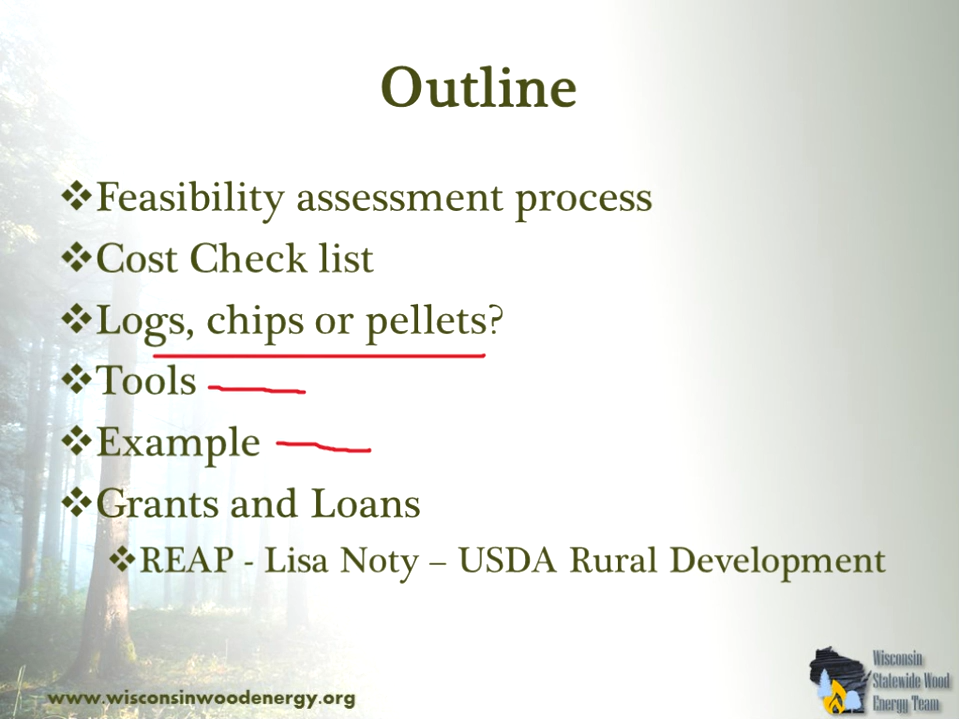 Outline
❖Feasibility assessment process
❖Cost Check list
❖Logs, chips or pellets?
❖Tools
❖Example
❖Grants and Loans
❖REAP - Lisa Noty – USDA Rural Development
www.wisconsinwoodenergy.org
Wisconsin
Statewide Wood
Energy Team